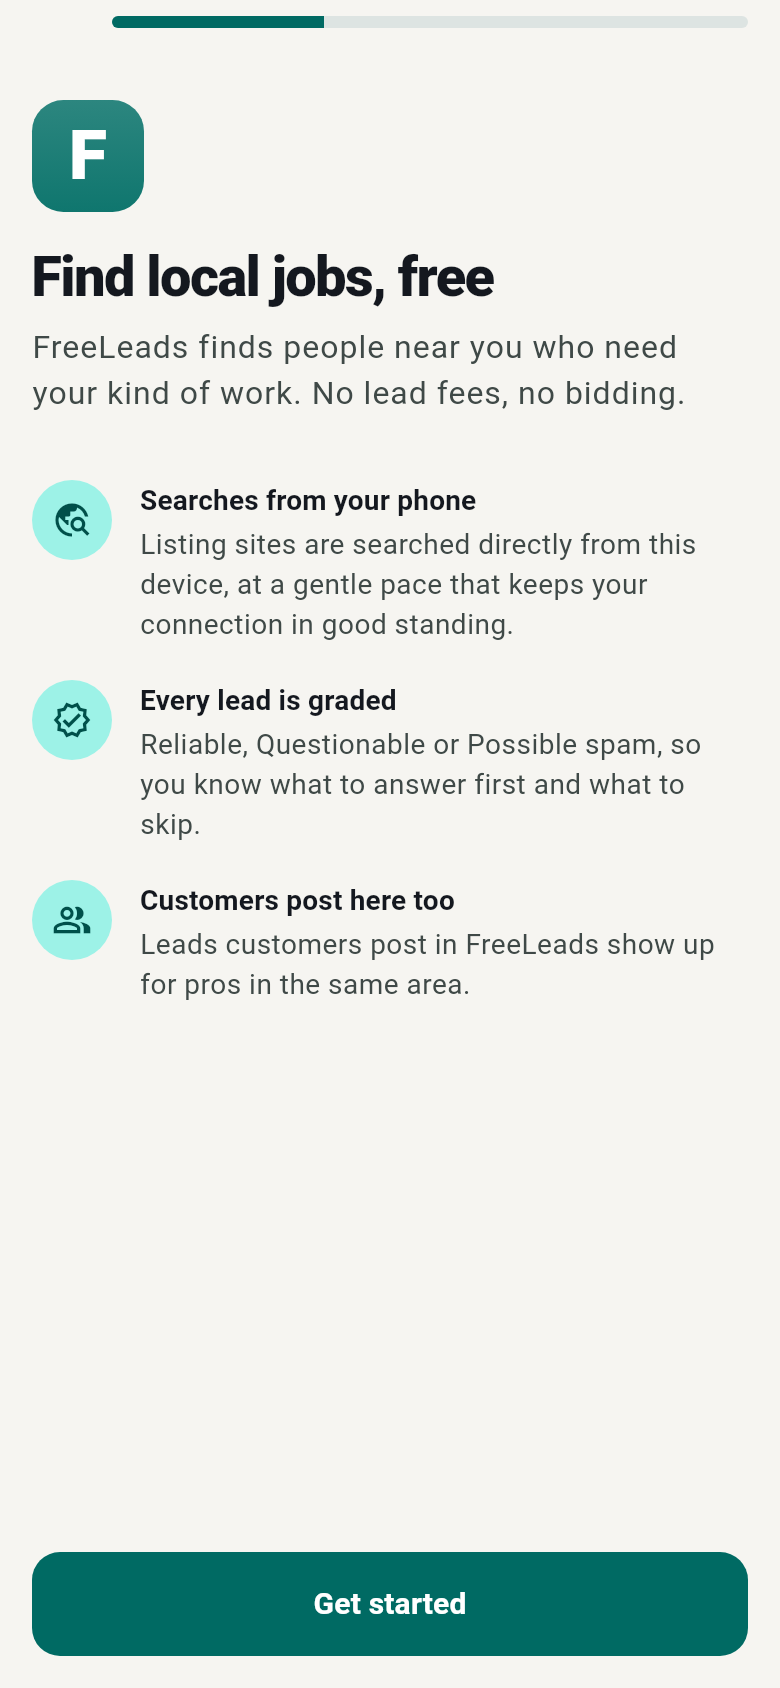 F
Find local jobs, free
FreeLeads finds people near you who need
your kind of work. No lead fees, no bidding.
Searches from your phone
Listing sites are searched directly from this
device, at a gentle pace that keeps your
connection in good standing.
Every lead is graded
Reliable, Questionable or Possible spam, so
you know what to answer first and what to
skip.
Customers post here too
Leads customers post in FreeLeads show up
for pros in the same area.
Get started